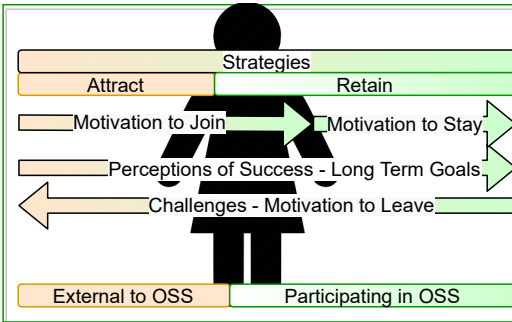 Strategies
Attract
Retain
Motivation to Join
Motivation to Stay
Perceptions of Success - Long Term Goals
Challenges - Motivation to Leave
External to OSS
Participating in OSS